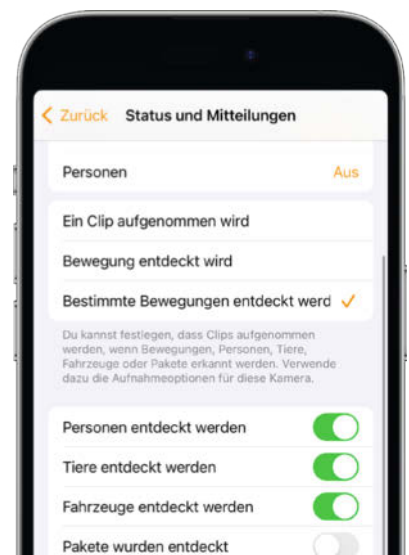 Zurück Status und Mitteilungen
Personen Aus
Ein Clip aufgenommen wird
Bewegung entdeckt wird
Bestimmte Bewegungen entdeckt werd
Du kannst festlegen, dass Clips aufgenommen
werden, wenn Bewegungen, Personen, Tiere,
Fahrzeuge oder Pakete erkannt werden. Verwende
dazu die Aufnahmeoptionen für diese Kamera.
Personen entdeckt werden
Tiere entdeckt werden
Fahrzeuge entdeckt werden
Pakete wurden entdeckt